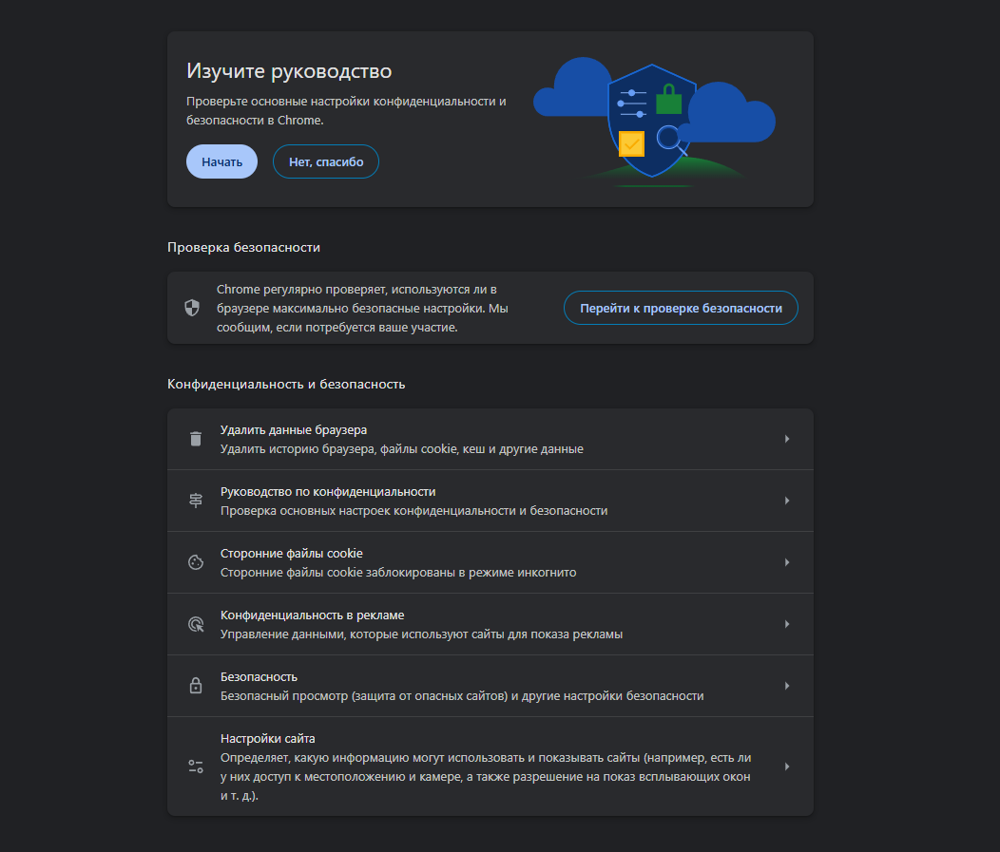 Изучите руководство
Проверьте основные настройки конфиденциальности и
безопасности в Chrome.
Начать
Нет, спасибо
Проверка безопасности
Chrome регулярно проверяет, используются ли в
браузере максимально безопасные настройки. Мы
сообщим, если потребуется ваше участие.
Перейти к проверке безопасности
Конфиденциальность и безопасность
Удалить данные браузера
Удалить историю браузера, файлы cookie, кеш и другие данные
Руководство по конфиденциальности
Проверка основных настроек конфиденциальности и безопасности
Сторонние файлы cookie
Сторонние файлы cookie заблокированы в режиме инкогнито
Конфиденциальность в рекламе
Управление данными, которые используют сайты для показа рекламы
Безопасность
Безопасный просмотр (защита от опасных сайтов) и другие настройки безопасности
Настройки сайта
Определяет, какую информацию могут использовать и показывать сайты (например, есть ли
у них доступ к местоположению и камере, а также разрешение на показ всплывающих окон
и т. д.).